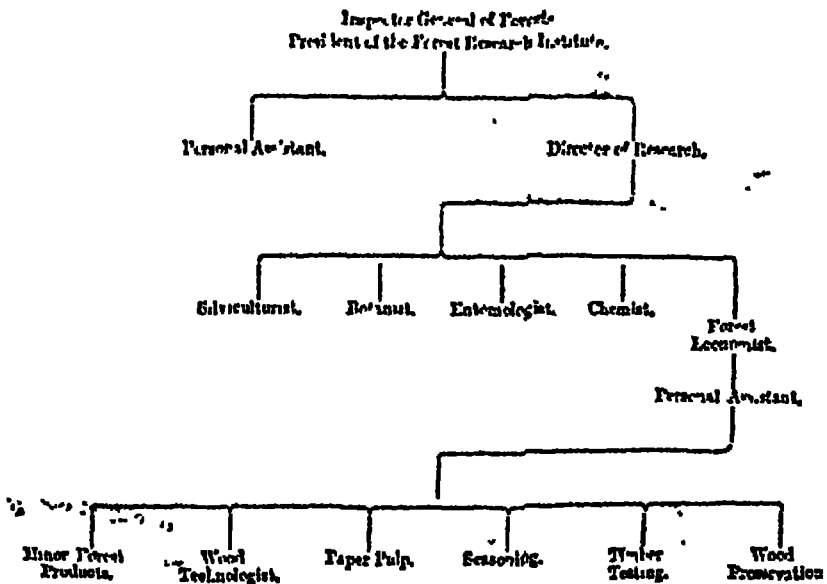 Inspector General of Forests
President of the Forest Research Institute.
Personal Assistant.
Director of Research.
Silviculturist.
Botanist.
Entomologist.
Chemist.
Forest
Economist.
Personal Assistant.
Minor Forest
Products.
Wood
Technologist.
Paper Pulp.
Seasoning.
Timber
Testing.
Wood
Preservation